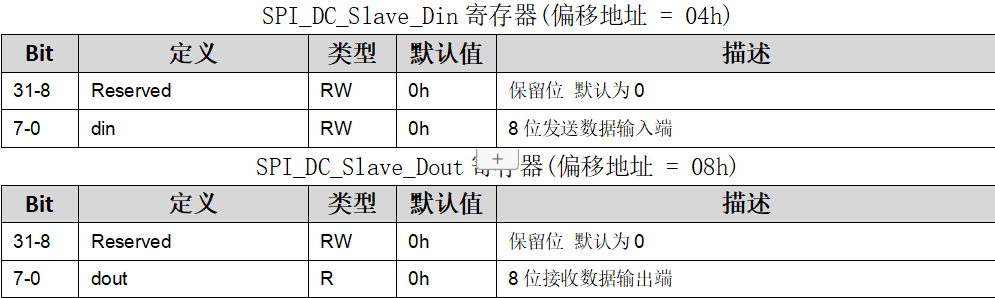 SPI_DC_Slave_Din 寄存器(偏移地址 = 04h)
Bit 定义 类型 默认值 描述
31-8 Reserved RW 0h 保留位 默认为 0
7-0 din RW 0h 8 位发送数据输入端
SPI_DC_Slave_Dout 寄存器(偏移地址 = 08h)
Bit 定义 类型 默认值 描述
31-8 Reserved RW 0h 保留位 默认为 0
7-0 dout R 0h 8 位接收数据输出端